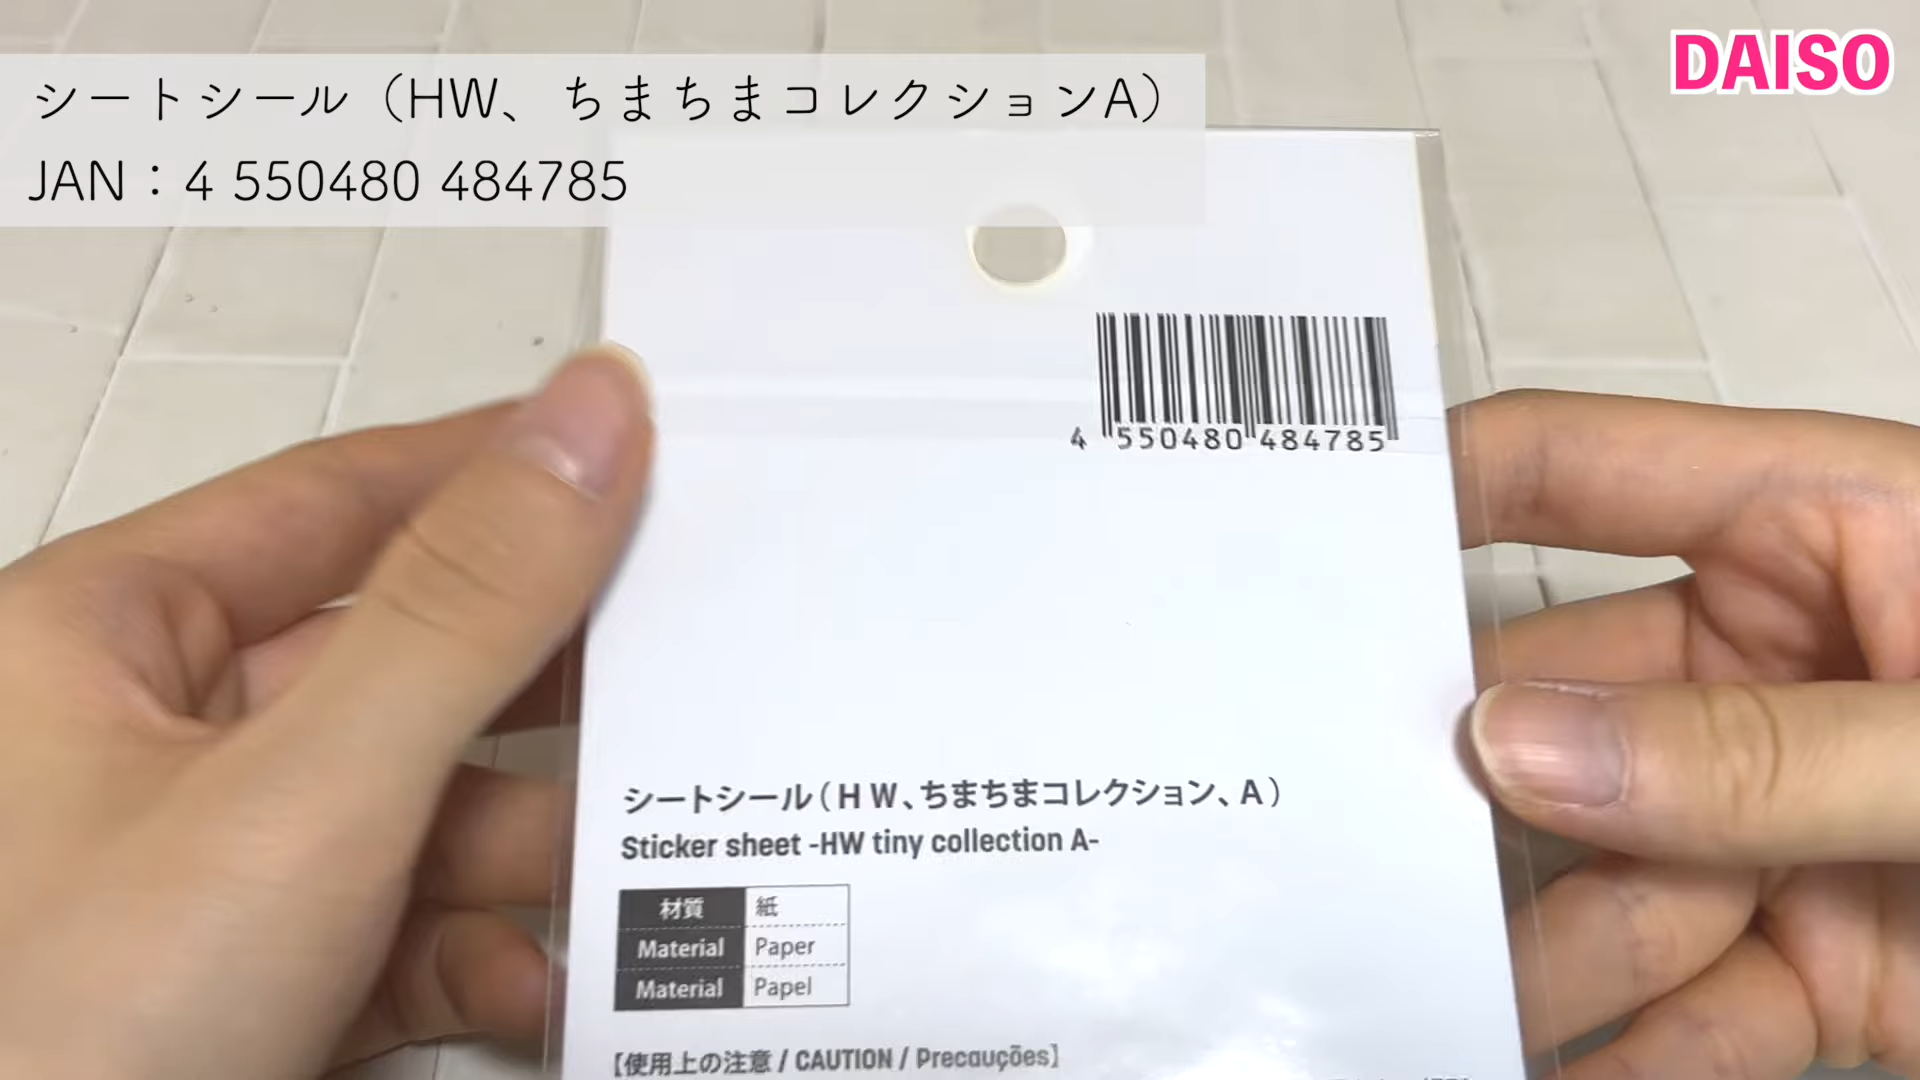 シートシール（HW、ちまちまコレクションA）
DAISO
JAN：4 550480 484785
4 550480 484785
シートシール（HW、ちまちまコレクション、A）
Sticker sheet -HW tiny collection A-
材質 紙
Material Paper
Material Papel
【使用上の注意 / CAUTION / Precauções】